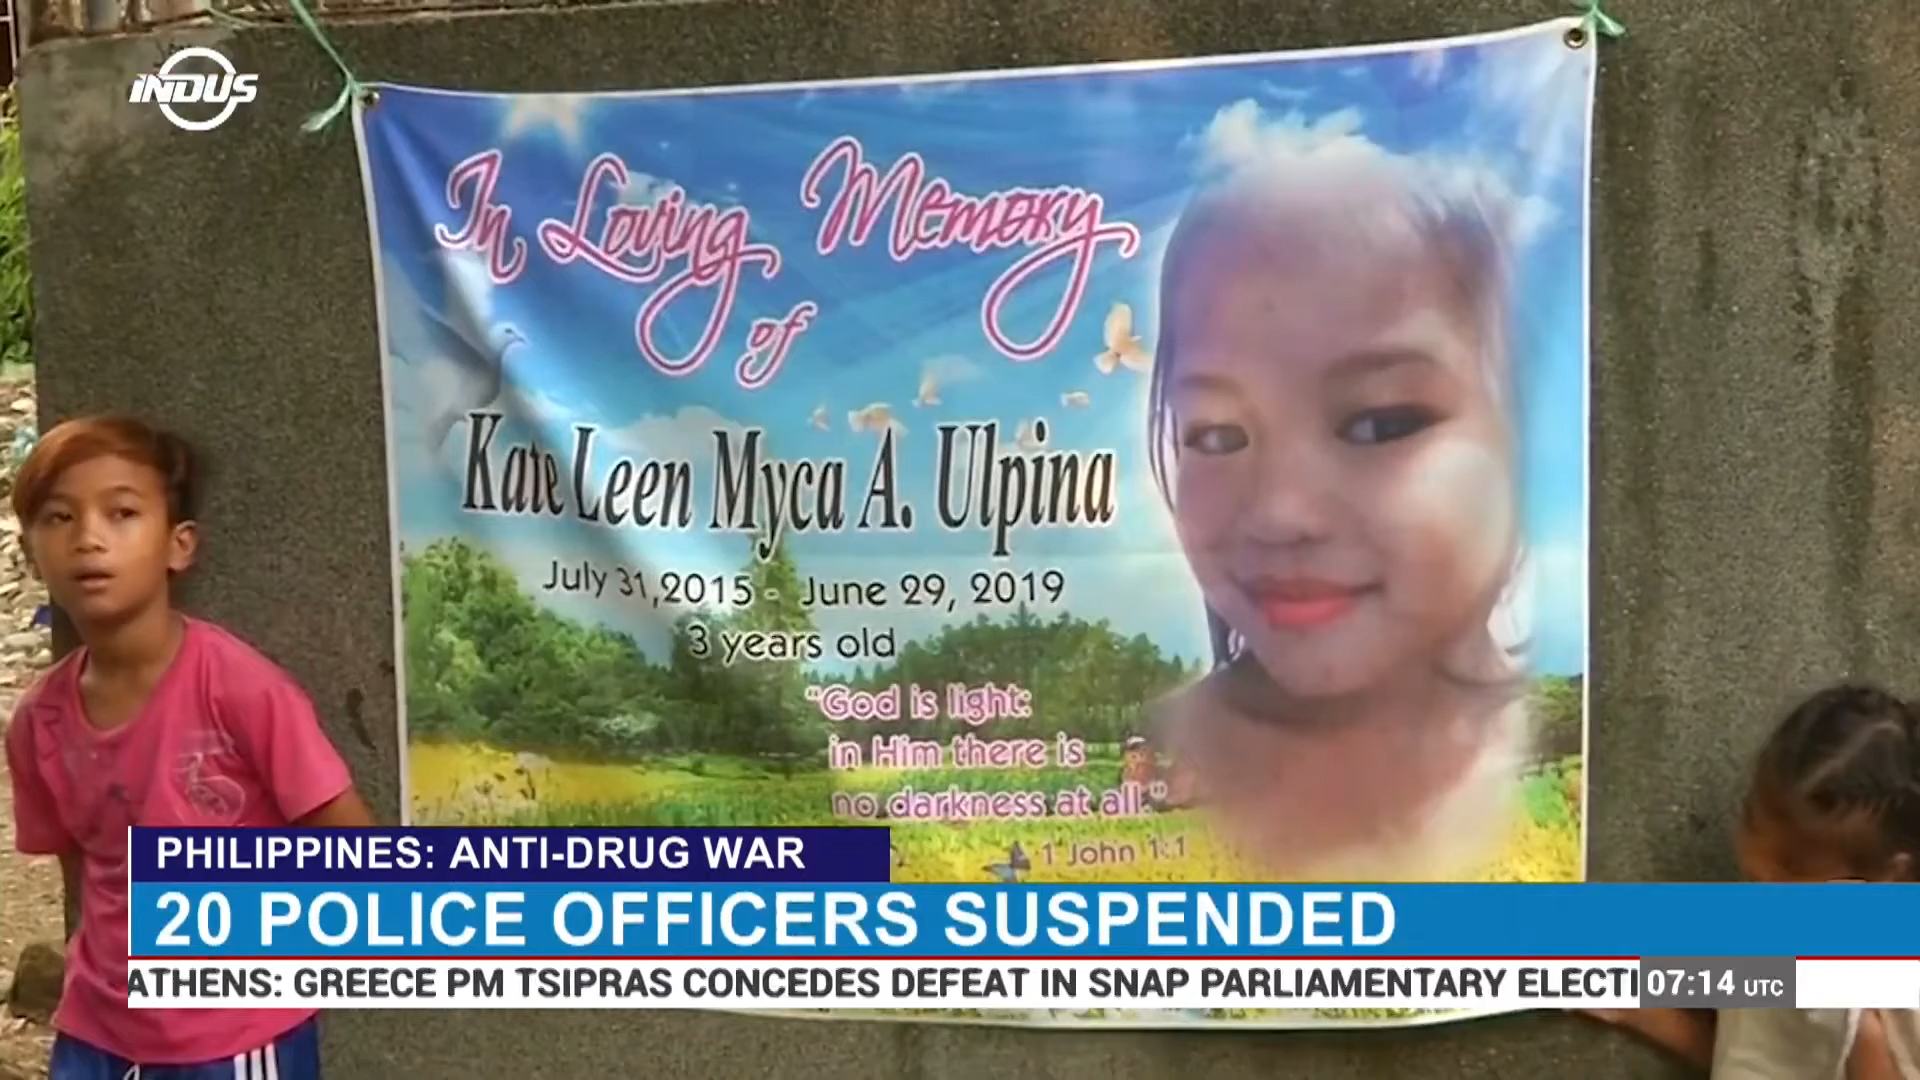 INDUS
In Loving Memory
of
Kate Leen Myca A. Ulpina
July 31,2015 - June 29, 2019
3 years old
"God is light:
in Him there is
no darkness at all."
1 John 1:1
PHILIPPINES: ANTI-DRUG WAR
20 POLICE OFFICERS SUSPENDED
ATHENS: GREECE PM TSIPRAS CONCEDES DEFEAT IN SNAP PARLIAMENTARY ELECTI
07:14 UTC